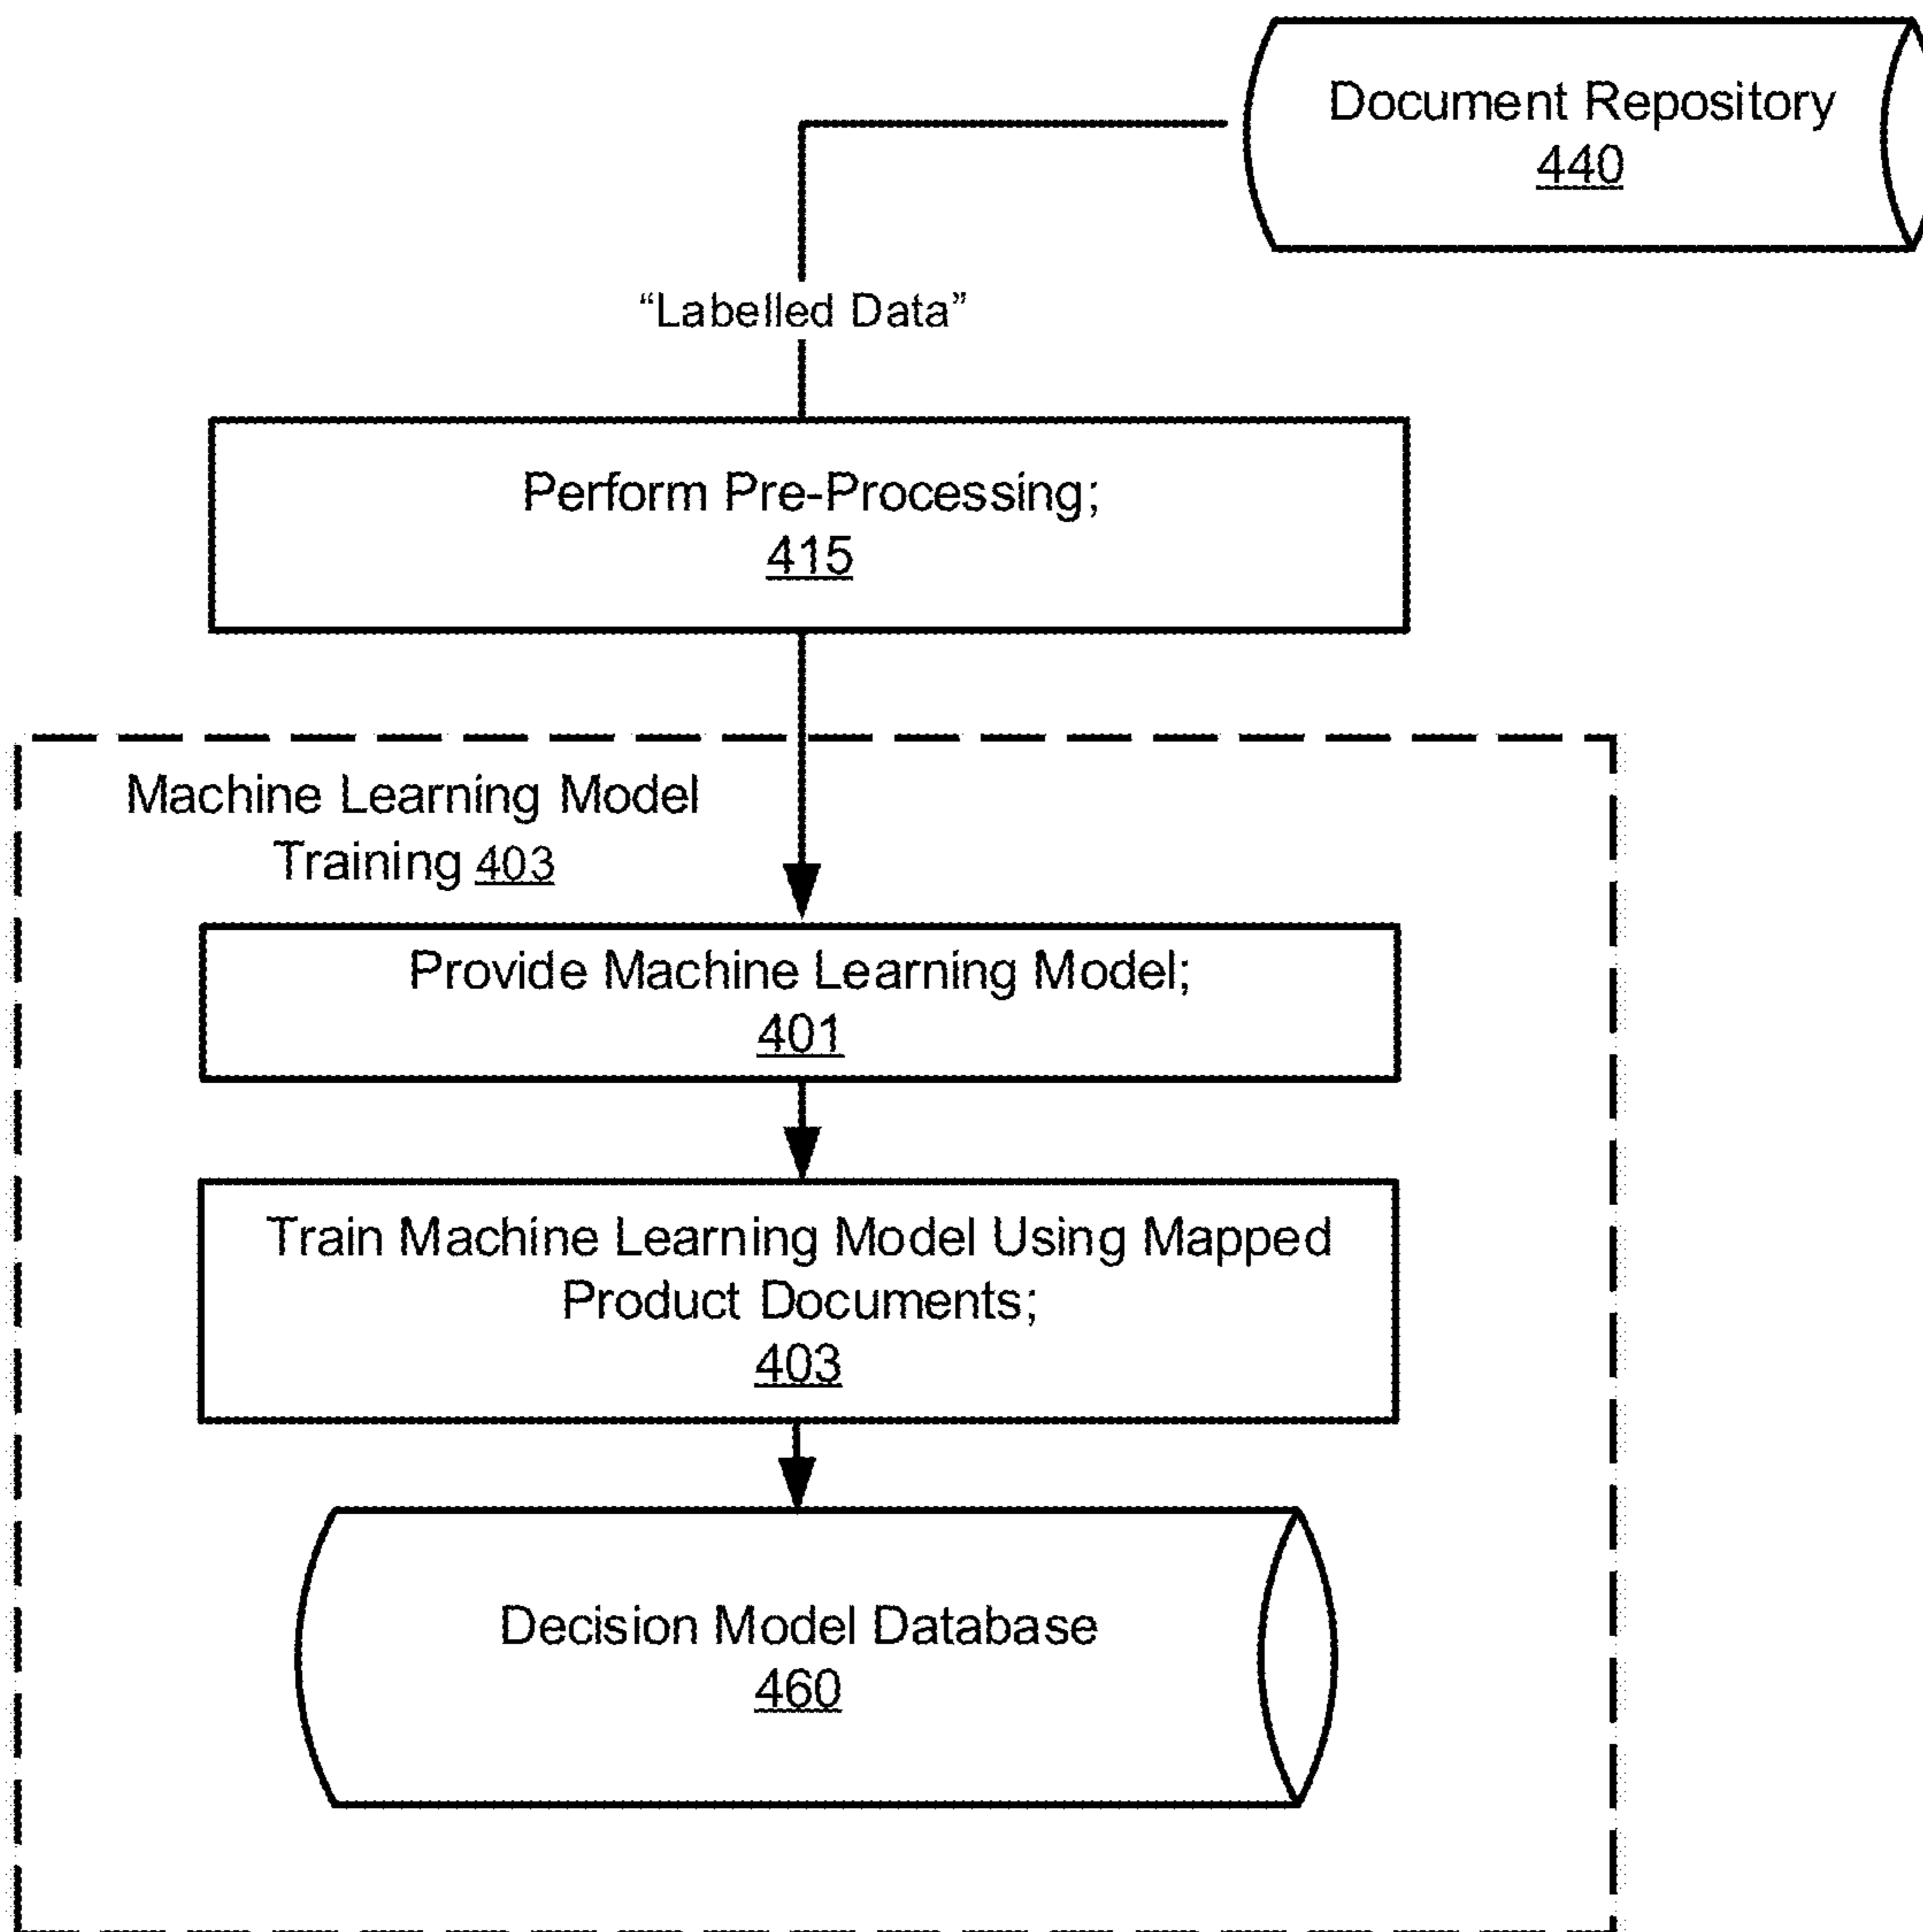 Document Repository
440
“Labelled Data”
Perform Pre-Processing;
415
Machine Learning Model
Training 403
Provide Machine Learning Model;
401
Train Machine Learning Model Using Mapped
Product Documents;
403
Decision Model Database
460